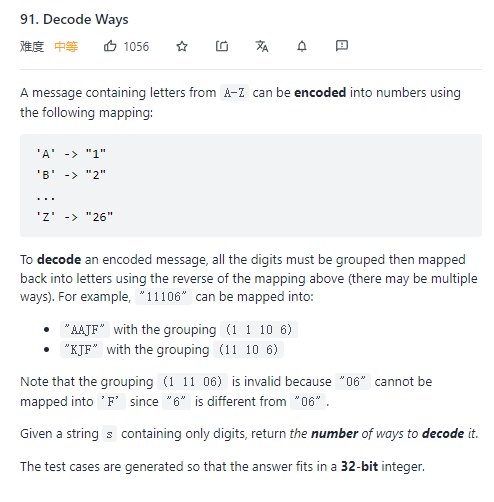 91. Decode Ways
难度 中等 1056
A message containing letters from A-Z can be encoded into numbers using
the following mapping:
'A' -> "1"
'B' -> "2"
...
'Z' -> "26"
To decode an encoded message, all the digits must be grouped then mapped
back into letters using the reverse of the mapping above (there may be multiple
ways). For example, "11106" can be mapped into:
• "AAJF" with the grouping (1 1 10 6)
• "KJF" with the grouping (11 10 6)
Note that the grouping (1 11 06) is invalid because "06" cannot be
mapped into 'F' since "6" is different from "06" .
Given a string s containing only digits, return the number of ways to decode it.
The test cases are generated so that the answer fits in a 32-bit integer.